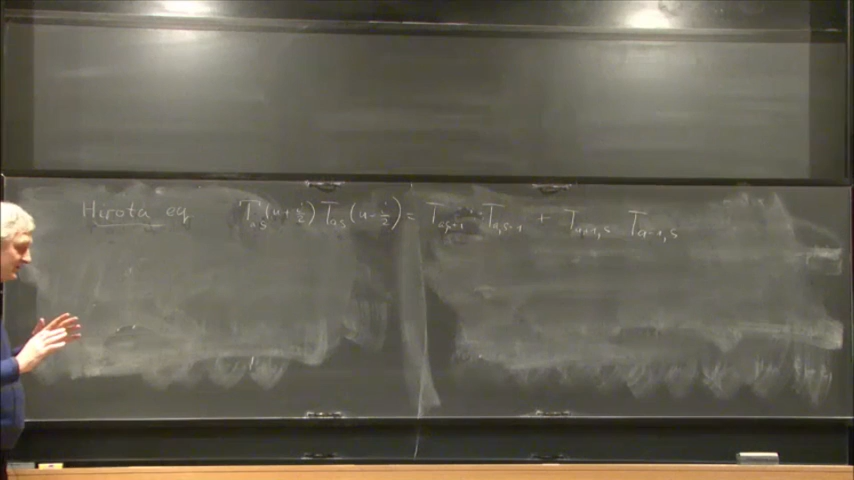 Hirota eq T_{a,s}(u+i/2) T_{a,s}(u-i/2) = T_{a,s+1} T_{a,s-1} + T_{a+1,s} T_{a-1,s}